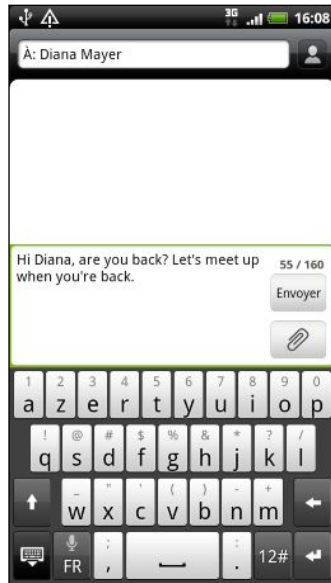 3G 16:08
À: Diana Mayer
Hi Diana, are you back? Let's meet up
when you're back.
55 / 160
Envoyer
1 2 3 4 5 6 7 8 9 0
a z e r t y u i o p
! @ # $ % & * ? /
q s d f g h j k l
_ " ' ( ) - +
w x c v b n m
; :
FR , . 12#